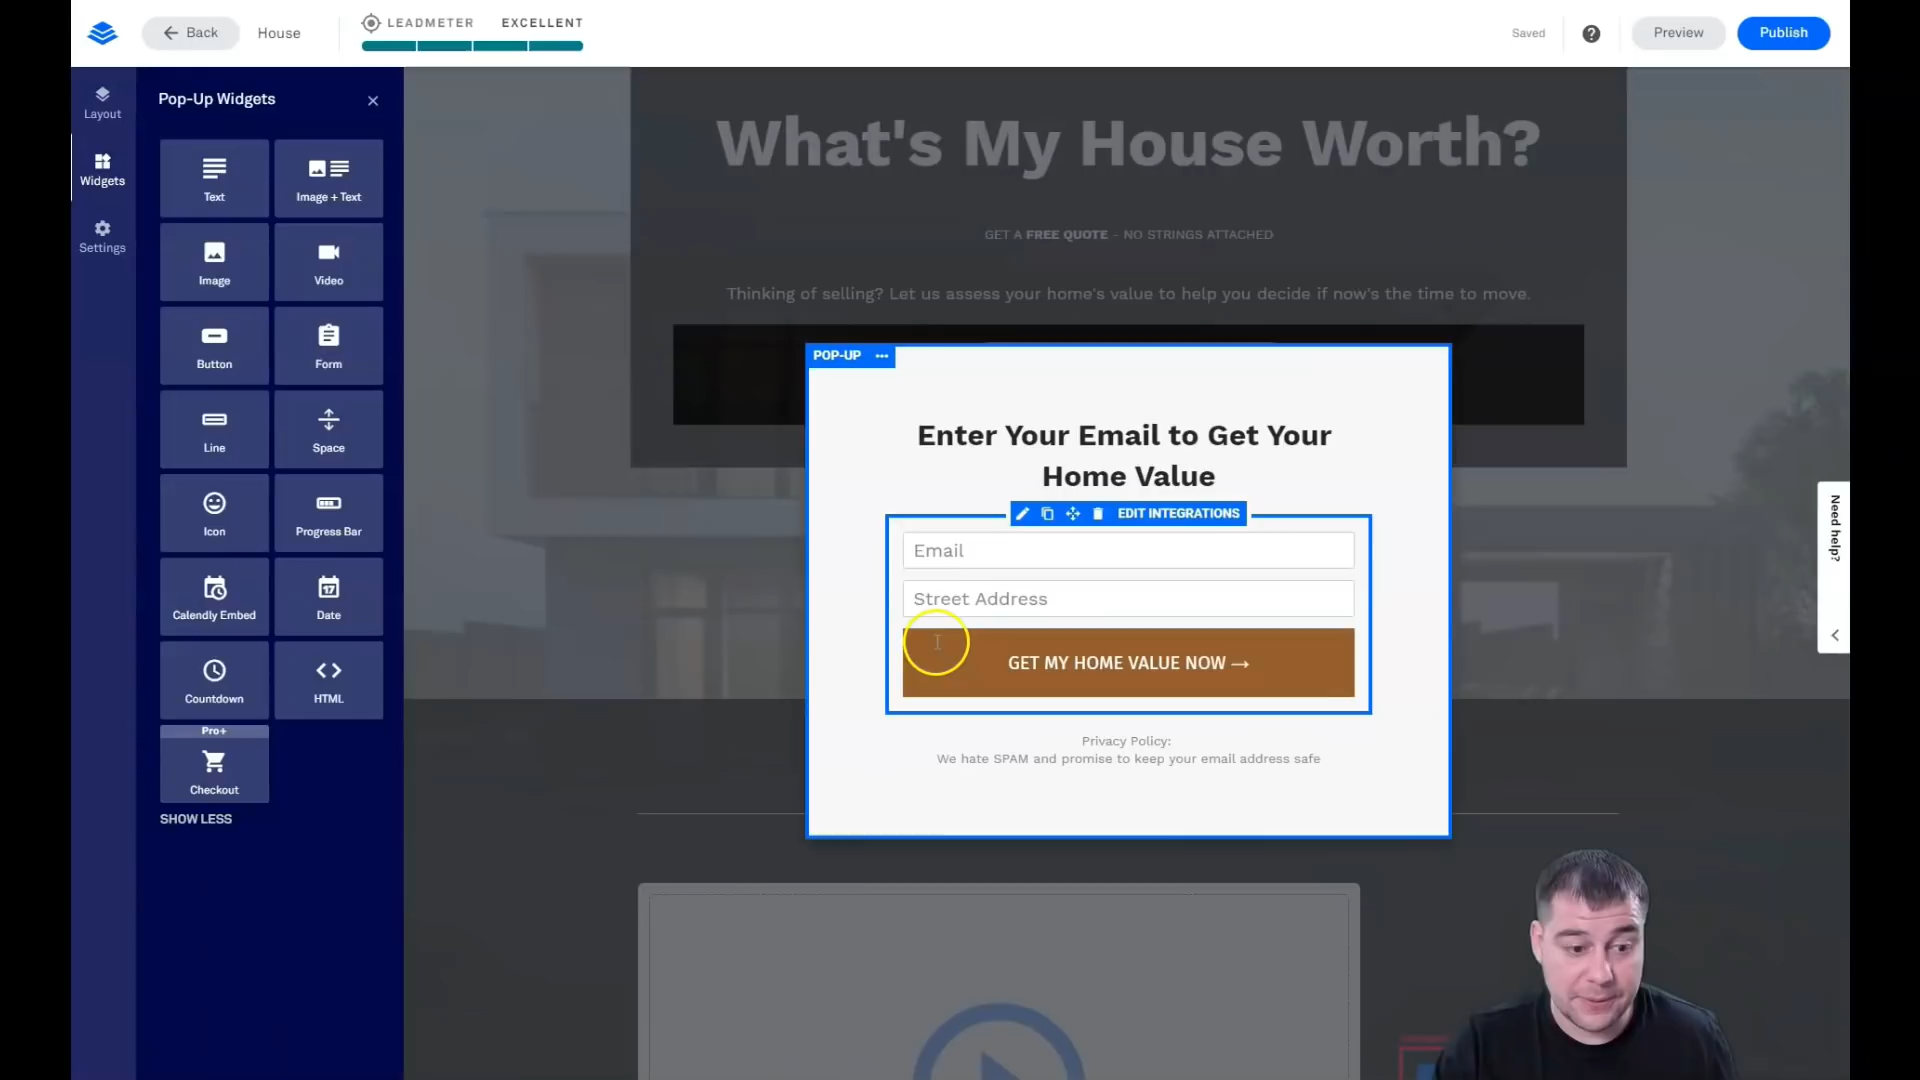 Back
House
LEADMETER
EXCELLENT
Saved
Preview
Publish
Layout
Widgets
Settings
Pop-Up Widgets
Text
Image + Text
Image
Video
Button
Form
Line
Space
Icon
Progress Bar
Calendly Embed
17
Date
Countdown
HTML
Pro+
Checkout
SHOW LESS
What's My House Worth?
GET A FREE QUOTE - NO STRINGS ATTACHED
Thinking of selling? Let us assess your home's value to help you decide if now's the time to move.
POP-UP
Enter Your Email to Get Your
Home Value
EDIT INTEGRATIONS
Email
Street Address
GET MY HOME VALUE NOW →
Privacy Policy:
We hate SPAM and promise to keep your email address safe
Need help?